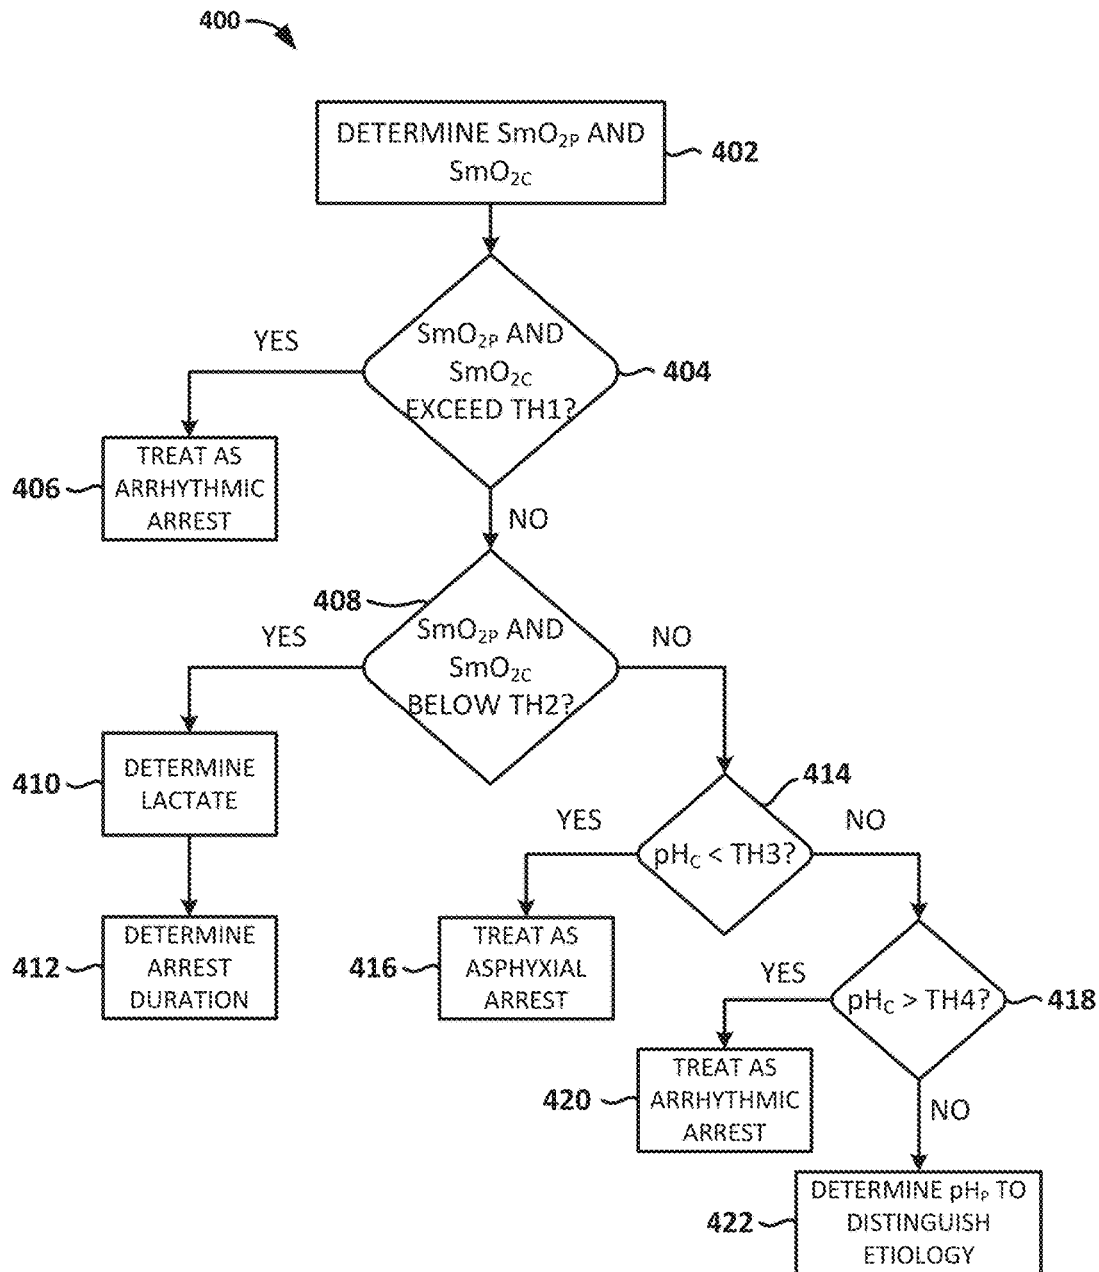 400
DETERMINE SmO₂P AND
SmO₂C
402
SmO₂P AND
SmO₂C
EXCEED TH1?
404
YES
TREAT AS
ARRHYTHMIC
ARREST
406
NO
408
SmO₂P AND
SmO₂C
BELOW TH2?
YES
NO
DETERMINE
LACTATE
410
414
pHC < TH3?
YES
NO
DETERMINE
ARREST
DURATION
412
TREAT AS
ASPHYXIAL
ARREST
416
pHC > TH4?
418
YES
TREAT AS
ARRHYTHMIC
ARREST
420
NO
DETERMINE pHP TO
DISTINGUISH
ETIOLOGY
422